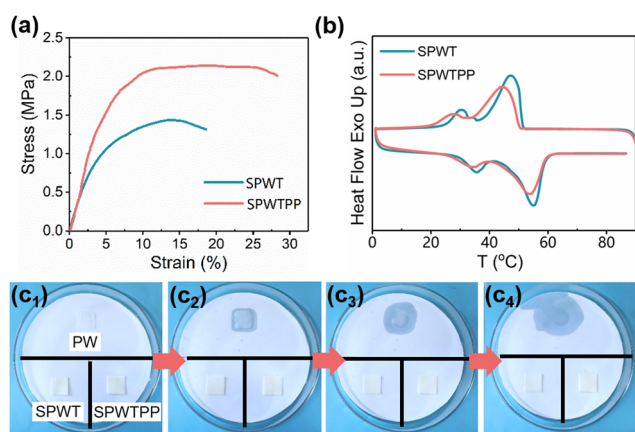 (a)
2.5
2.0
1.5
1.0
0.5
0.0
Stress (MPa)
SPWT
SPWTPP
0 5 10 15 20 25 30
Strain (%)
(b)
SPWT
SPWTPP
Heat Flow Exo Up (a.u.)
0 20 40 60 80
T (ºC)
(c₁)
PW
SPWT
SPWTPP
(c₂)
(c₃)
(c₄)